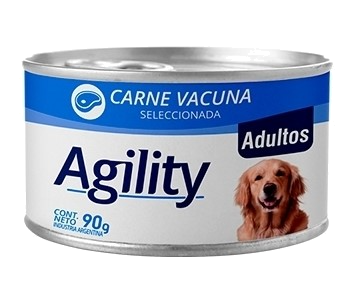 CARNE VACUNA
SELECCIONADA
Adultos
Agility
CONT.
NETO 90g
INDUSTRIA ARGENTINA